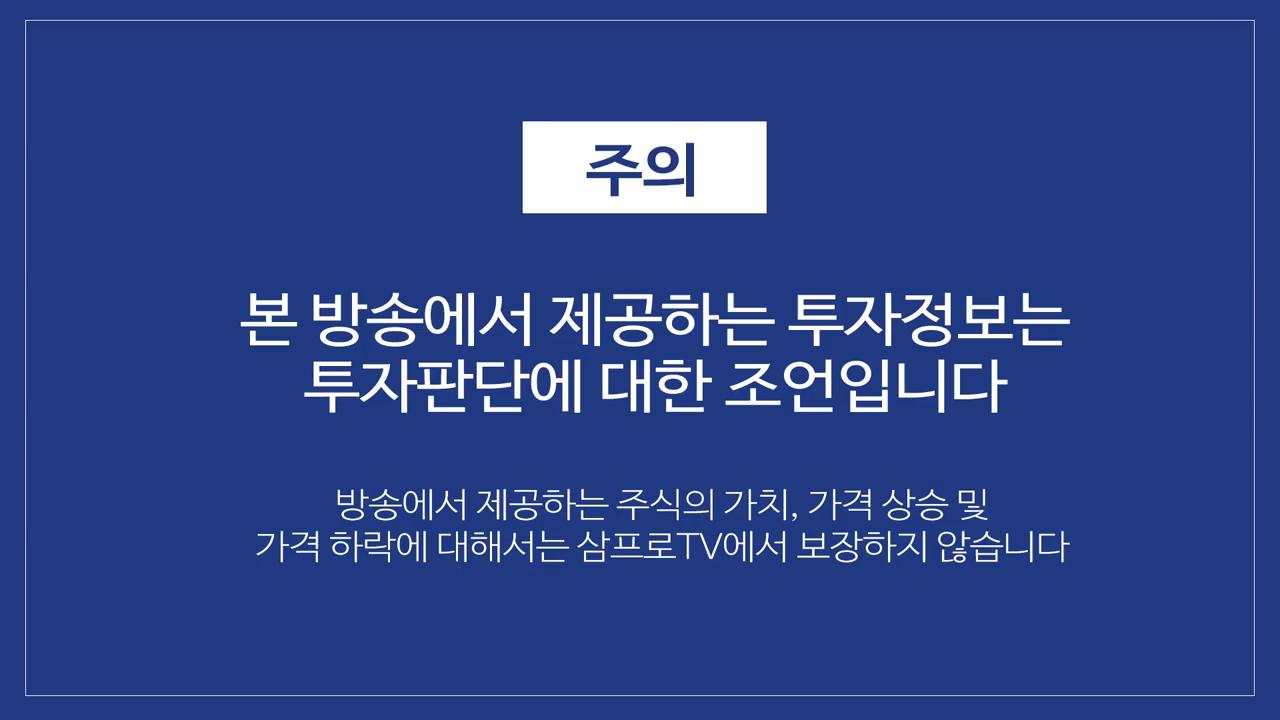 주의
본 방송에서 제공하는 투자정보는
투자판단에 대한 조언입니다
방송에서 제공하는 주식의 가치, 가격 상승 및
가격 하락에 대해서는 삼프로TV에서 보장하지 않습니다